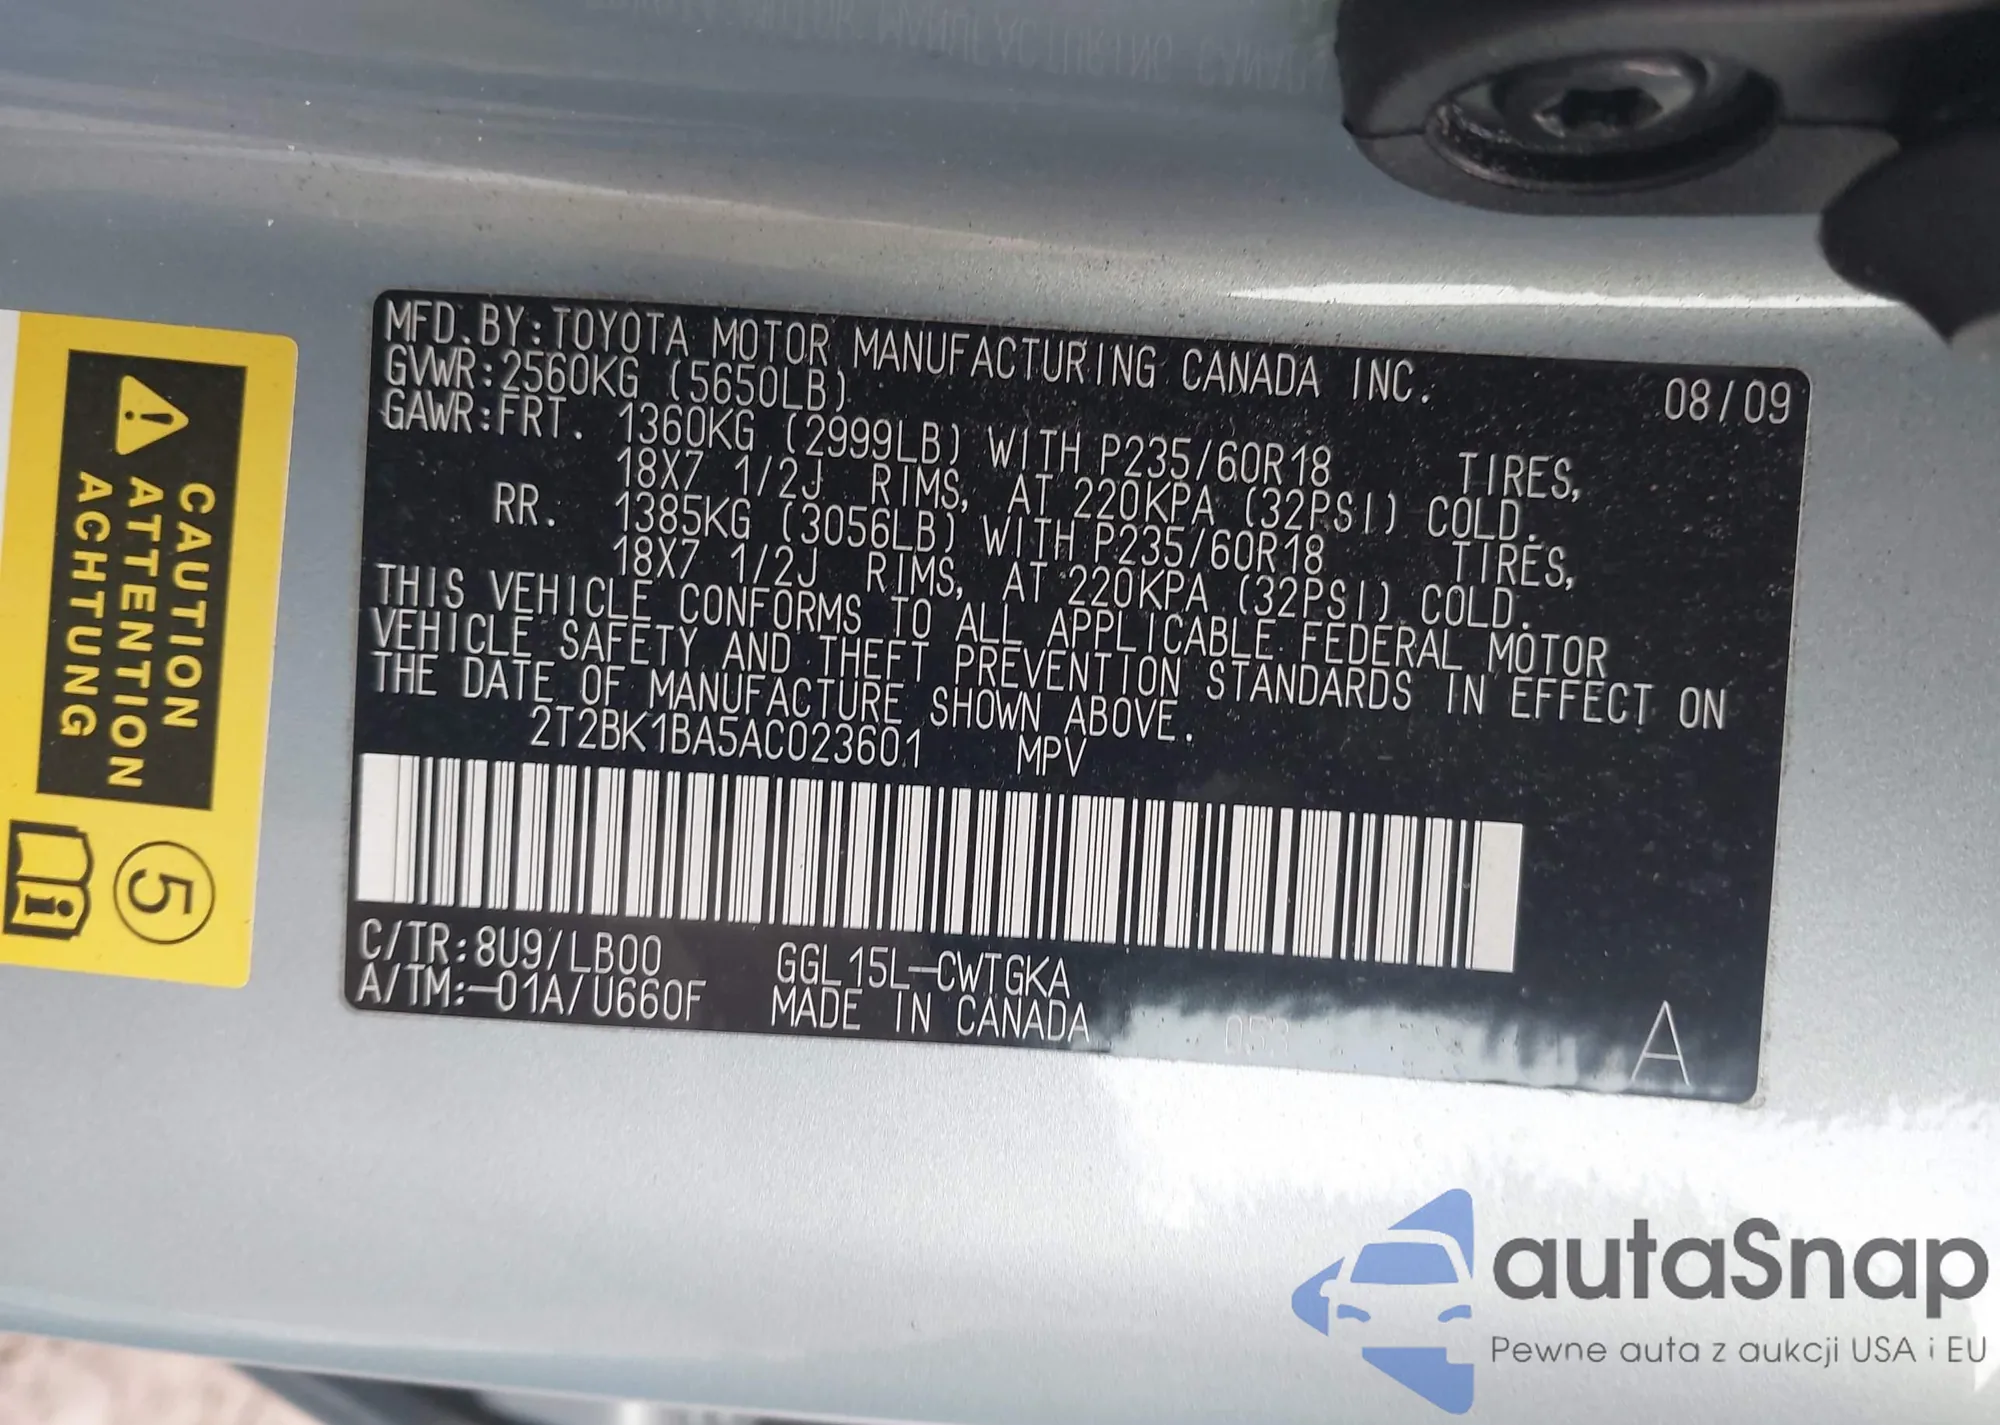 MFD.BY:TOYOTA MOTOR MANUFACTURING CANADA INC. 08/09
GVWR:2560KG (5650LB)
GAWR:FRT. 1360KG (2999LB) WITH P235/60R18 TIRES,
18X7 1/2J RIMS, AT 220KPA (32PSI) COLD.
RR. 1385KG (3056LB) WITH P235/60R18 TIRES,
18X7 1/2J RIMS, AT 220KPA (32PSI) COLD.
THIS VEHICLE CONFORMS TO ALL APPLICABLE FEDERAL MOTOR
VEHICLE SAFETY AND THEFT PREVENTION STANDARDS IN EFFECT ON
THE DATE OF MANUFACTURE SHOWN ABOVE.
2T2BK1BA5AC023601 MPV
C/TR:8U9/LB00 GGL15L-CWTGKA
A/TM:-01A/U660F MADE IN CANADA
A
CAUTION
ATTENTION
ACHTUNG
5
i
autaSnap
Pewne auta z aukcji USA i EU